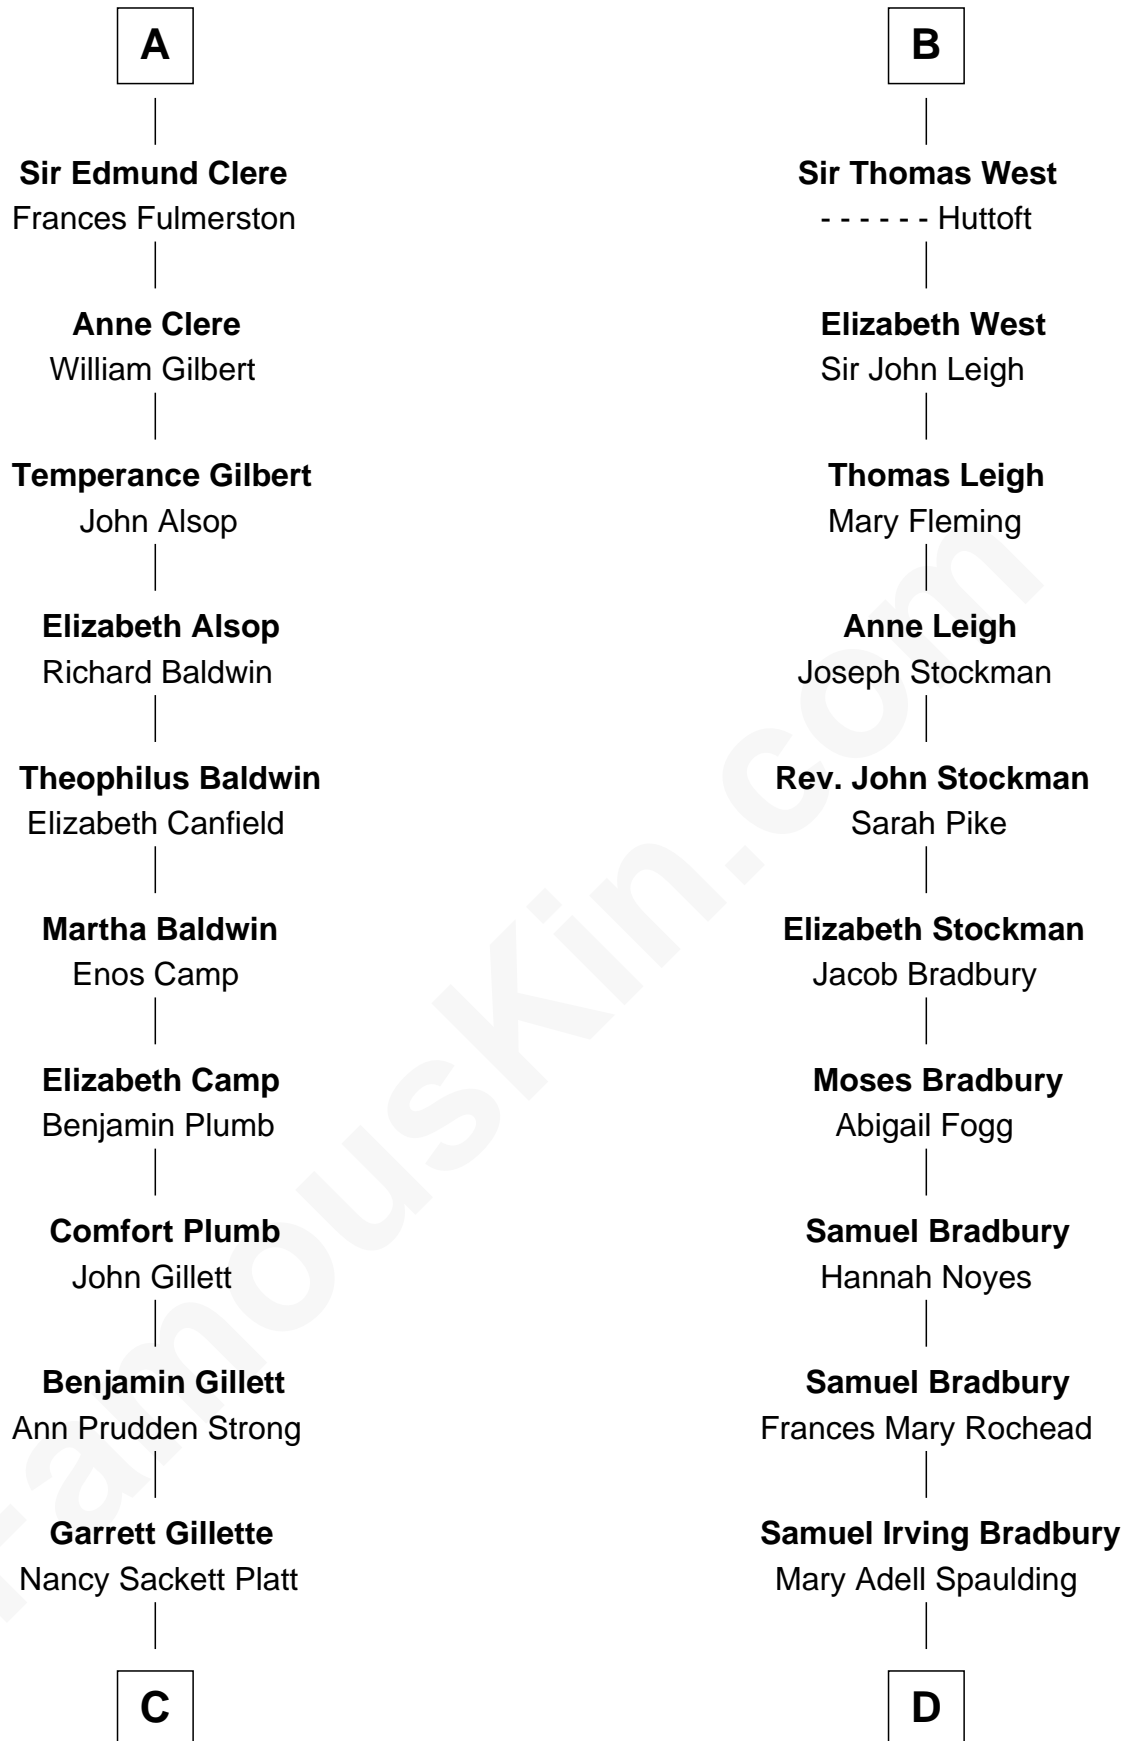 A
Sir Edmund Clere
Frances Fulmerston
Anne Clere
William Gilbert
Temperance Gilbert
John Alsop
Elizabeth Alsop
Richard Baldwin
Theophilus Baldwin
Elizabeth Canfield
Martha Baldwin
Enos Camp
Elizabeth Camp
Benjamin Plumb
Comfort Plumb
John Gillett
Benjamin Gillett
Ann Prudden Strong
Garrett Gillette
Nancy Sackett Platt
C
B
Sir Thomas West
- - - - - - Huttoft
Elizabeth West
Sir John Leigh
Thomas Leigh
Mary Fleming
Anne Leigh
Joseph Stockman
Rev. John Stockman
Sarah Pike
Elizabeth Stockman
Jacob Bradbury
Moses Bradbury
Abigail Fogg
Samuel Bradbury
Hannah Noyes
Samuel Bradbury
Frances Mary Rochead
Samuel Irving Bradbury
Mary Adell Spaulding
D
FamousKin.com